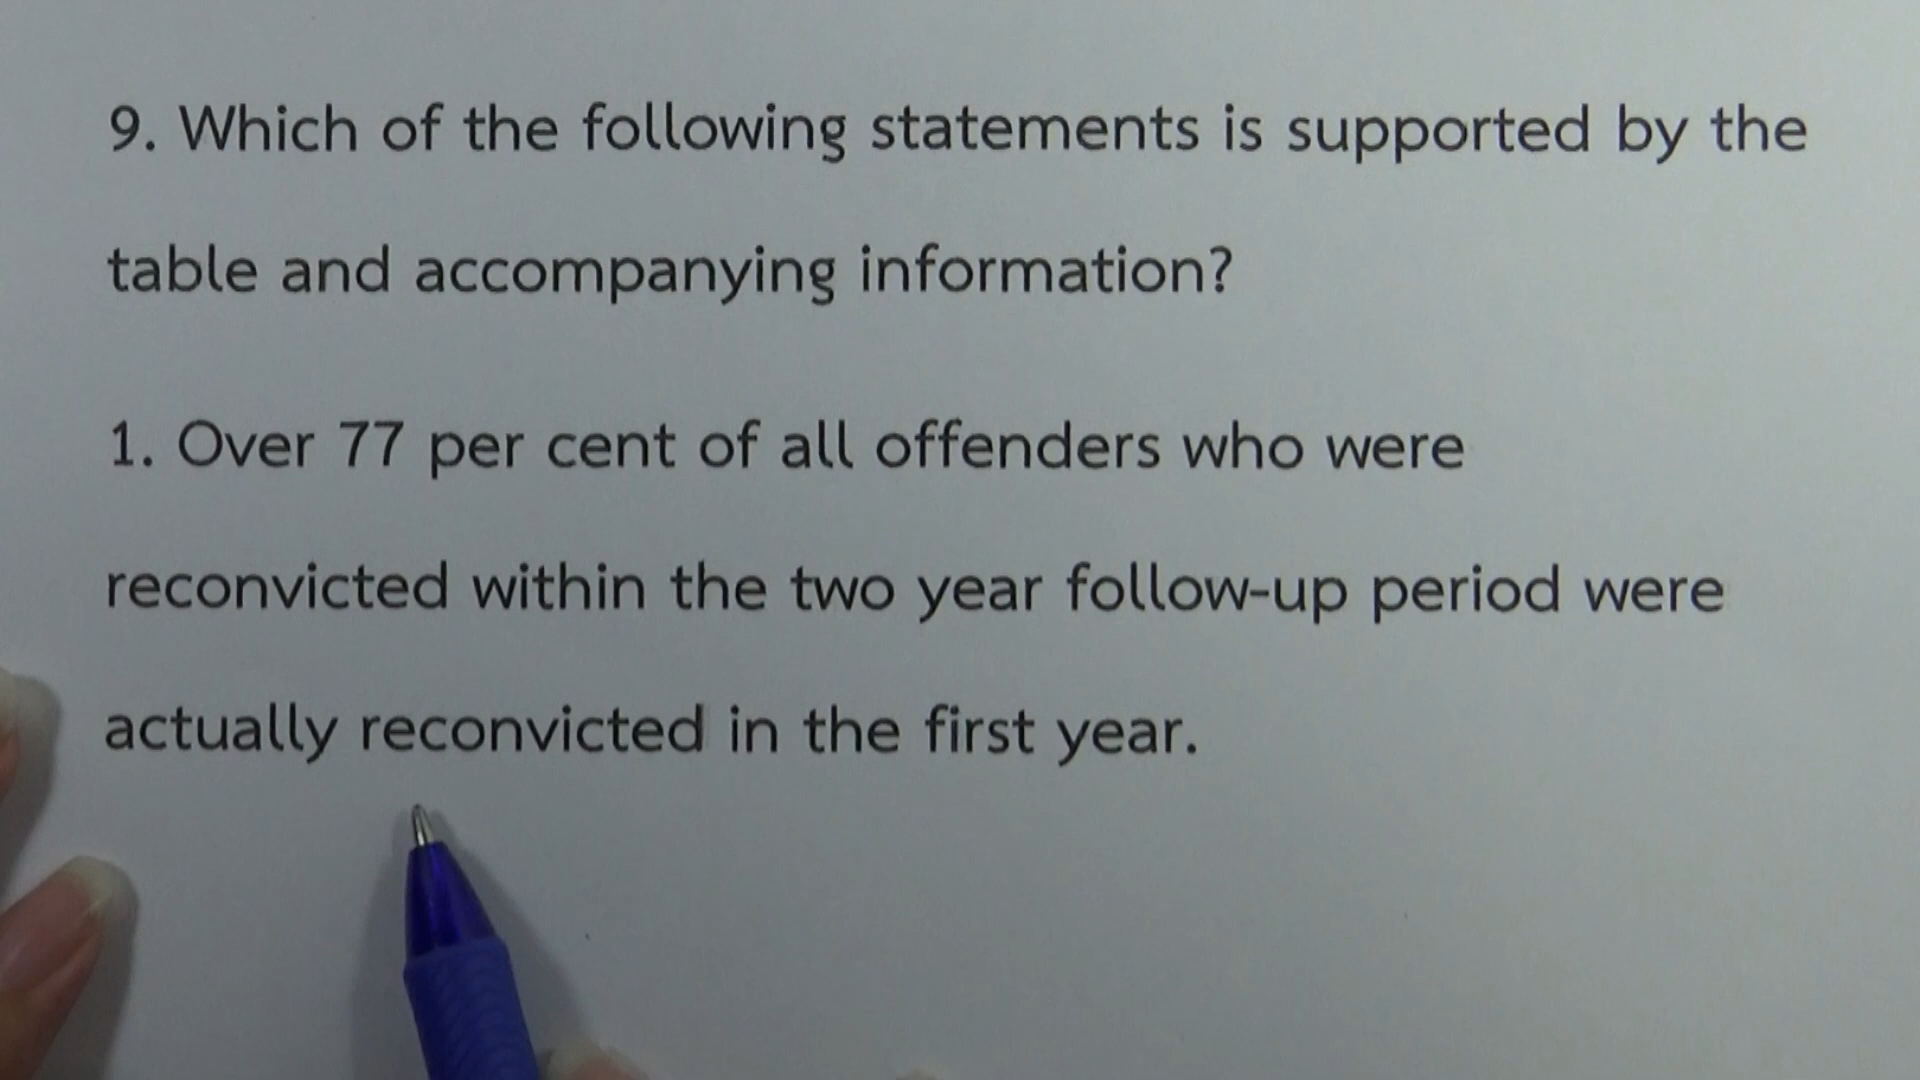 9. Which of the following statements is supported by the
table and accompanying information?
1. Over 77 per cent of all offenders who were
reconvicted within the two year follow-up period were
actually reconvicted in the first year.